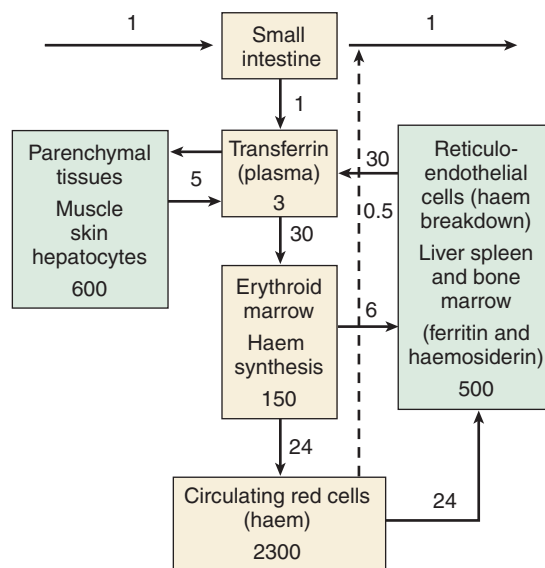 1
Small
intestine
1
1
Parenchymal
tissues
Muscle
skin
hepatocytes
600
5
Transferrin
(plasma)
3
30
0.5
Reticulo-
endothelial
cells (haem
breakdown)
Liver spleen
and bone
marrow
(ferritin and
haemosiderin)
500
30
Erythroid
marrow
Haem
synthesis
150
6
24
Circulating red cells
(haem)
2300
24